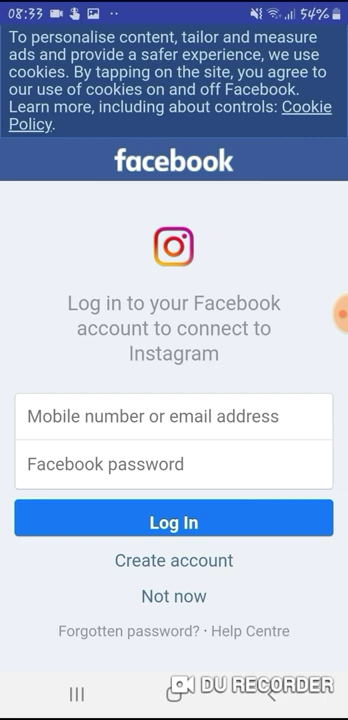 08:33
54%
To personalise content, tailor and measure
ads and provide a safer experience, we use
cookies. By tapping on the site, you agree to
our use of cookies on and off Facebook.
Learn more, including about controls: Cookie
Policy.
facebook
Log in to your Facebook
account to connect to
Instagram
Mobile number or email address
Facebook password
Log In
Create account
Not now
Forgotten password? · Help Centre
DU RECORDER